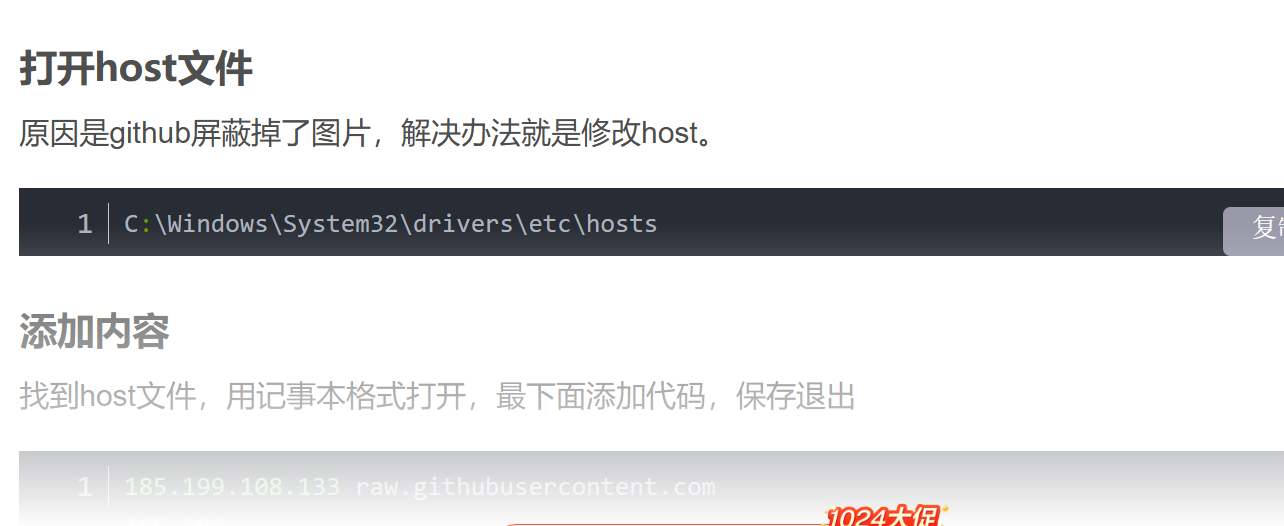 打开host文件
原因是github屏蔽掉了图片，解决办法就是修改host。
1 C:\Windows\System32\drivers\etc\hosts
复制
添加内容
找到host文件，用记事本格式打开，最下面添加代码，保存退出
1 185.199.108.133 raw.githubusercontent.com
1024大促